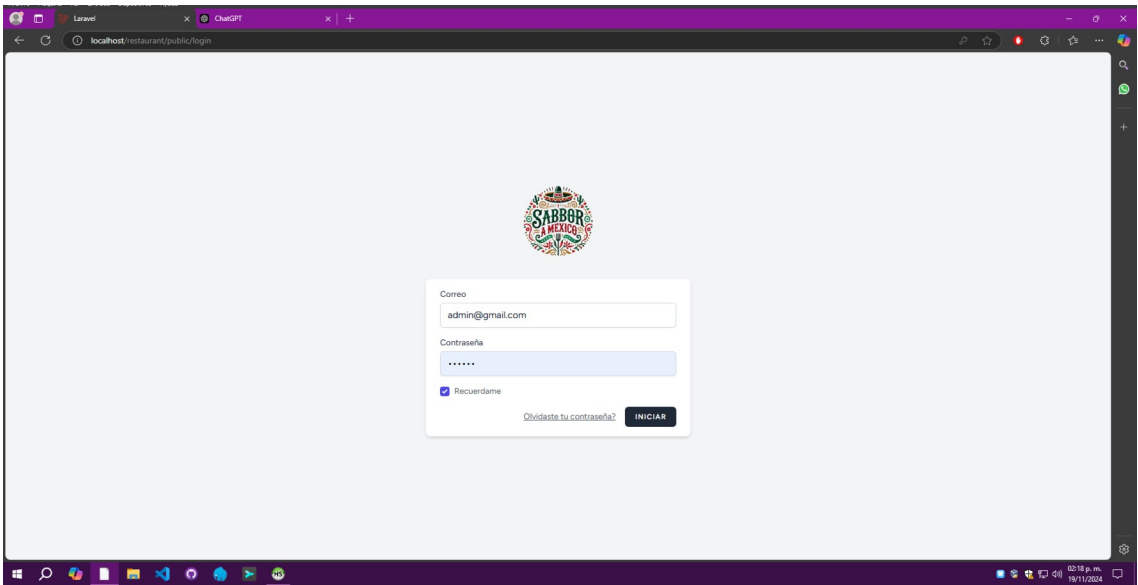 Laravel
ChatGPT
localhost/restaurant/public/login
SABBOR
A MEXICO
Correo
admin@gmail.com
Contraseña
••••••
Recuerdame
Olvidaste tu contraseña? INICIAR
HS
02:18 p. m.
19/11/2024